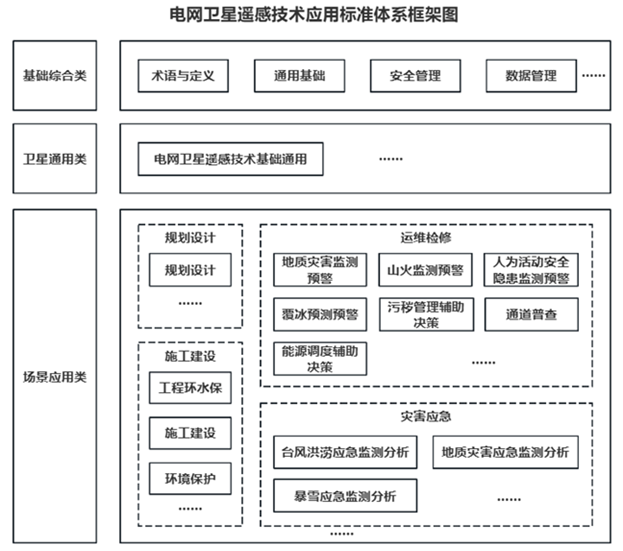 电网卫星遥感技术应用标准体系框架图
基础综合类
术语与定义
通用基础
安全管理
数据管理
······
卫星通用类
电网卫星遥感技术基础通用
······
场景应用类
规划设计
规划设计
······
施工建设
工程环水保
施工建设
环境保护
······
运维检修
地质灾害监测
预警
山火监测预警
人为活动安全
隐患监测预警
覆冰预测预警
污秽管理辅助
决策
通道普查
能源调度辅助
决策
······
灾害应急
台风洪涝应急监测分析
地质灾害应急监测分析
暴雪应急监测分析
······
······